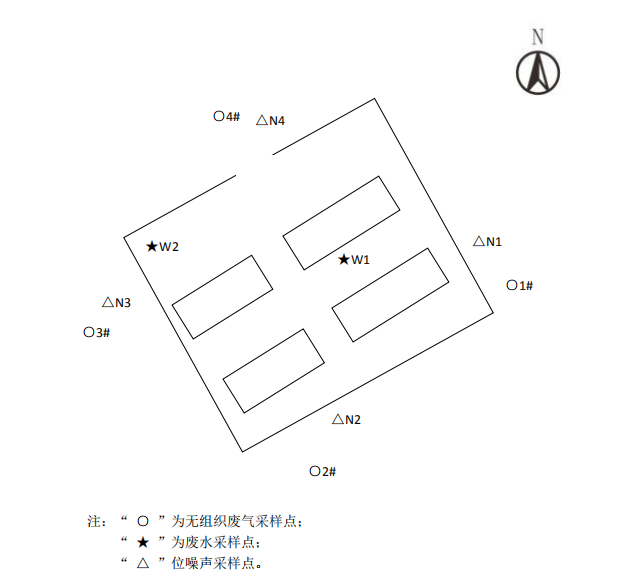 N
○4#
△N4
★W2
△N1
★W1
○1#
△N3
○3#
△N2
○2#
注：“ ○ ”为无组织废气采样点；
“ ★ ”为废水采样点；
“ △ ”位噪声采样点。